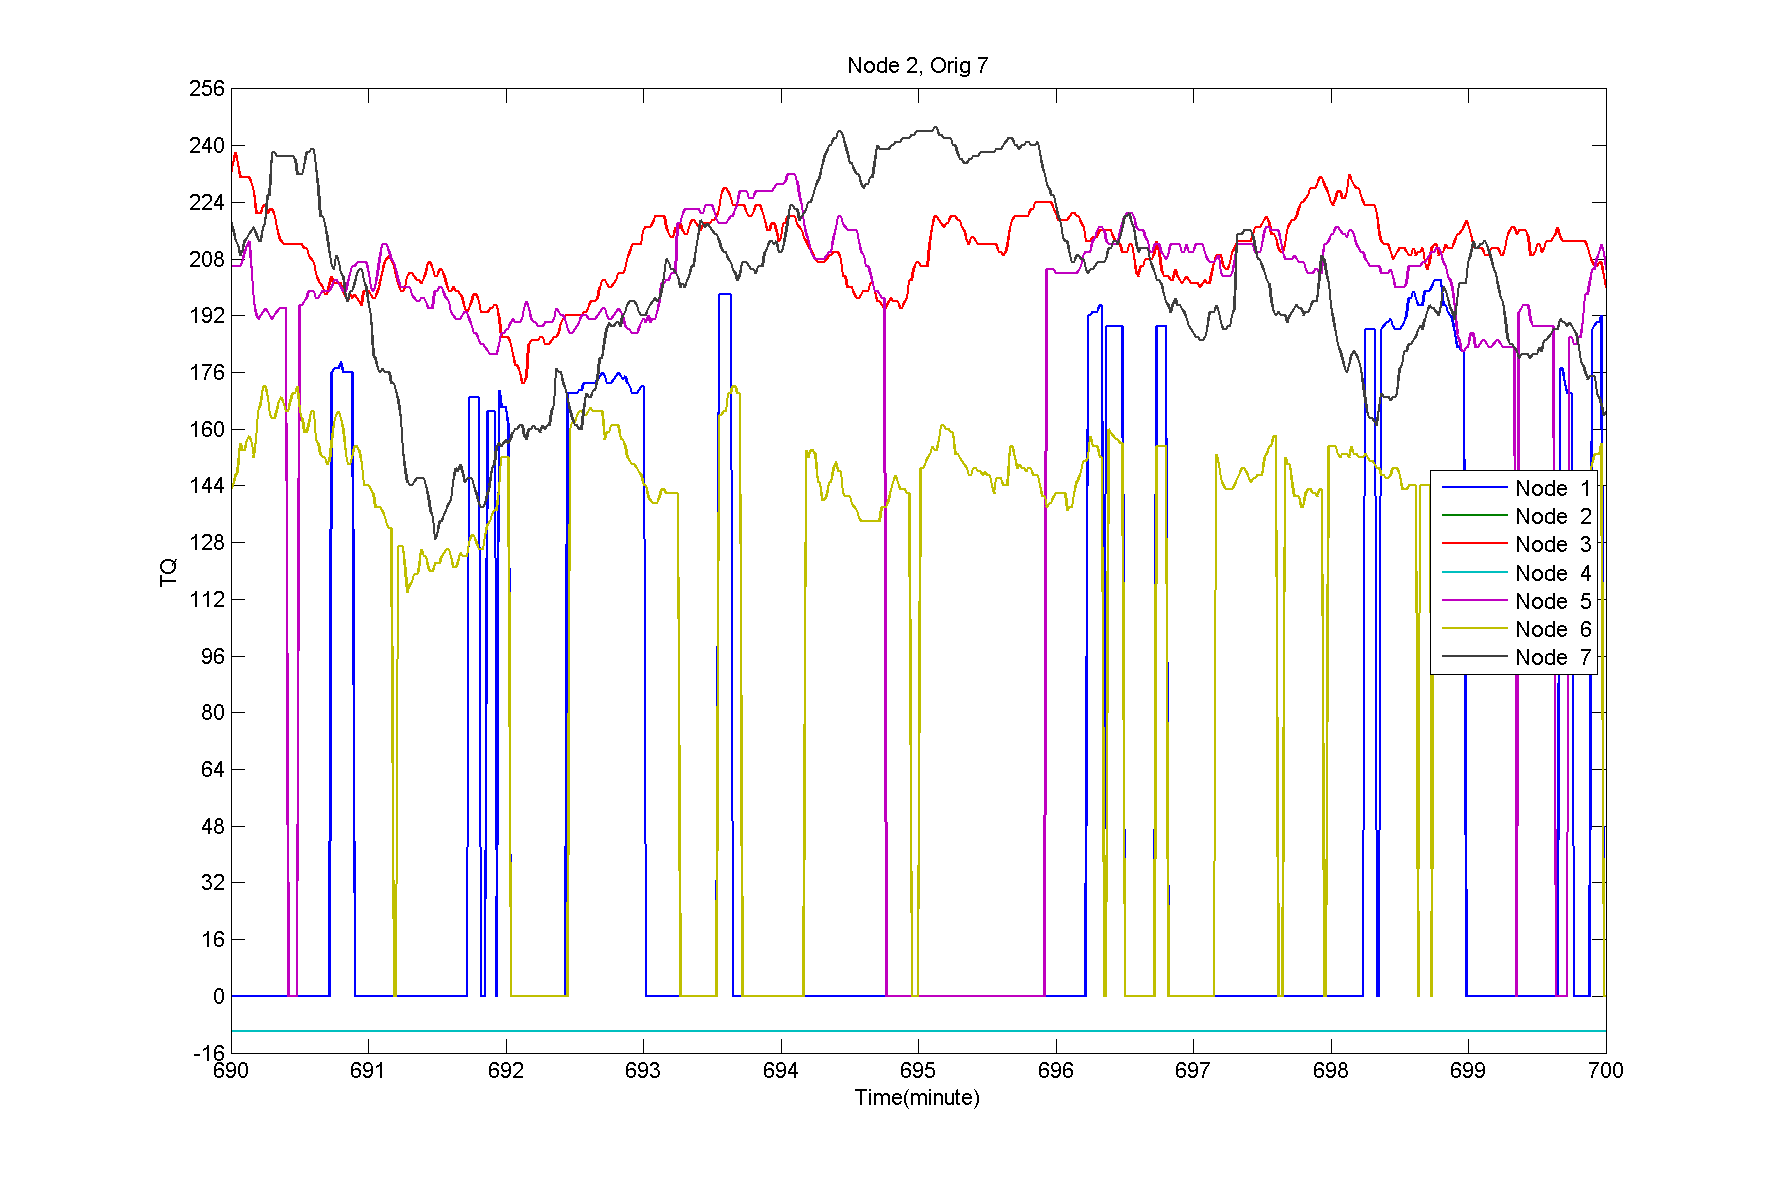 Node 2, Orig 7
256
240
224
208
192
176
160
144
128
112
96
80
64
48
32
16
0
-16
TQ
Node 1
Node 2
Node 3
Node 4
Node 5
Node 6
Node 7
690 691 692 693 694 695 696 697 698 699 700
Time(minute)